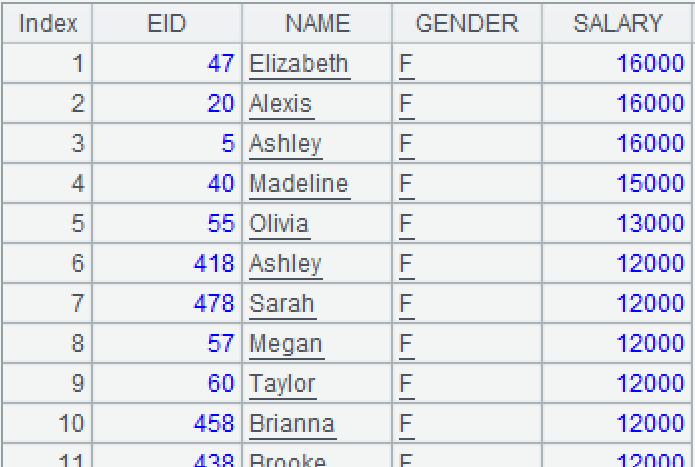 Index EID NAME GENDER SALARY
1 47 Elizabeth F 16000
2 20 Alexis F 16000
3 5 Ashley F 16000
4 40 Madeline F 15000
5 55 Olivia F 13000
6 418 Ashley F 12000
7 478 Sarah F 12000
8 57 Megan F 12000
9 60 Taylor F 12000
10 458 Brianna F 12000
11 438 Brooke F 12000